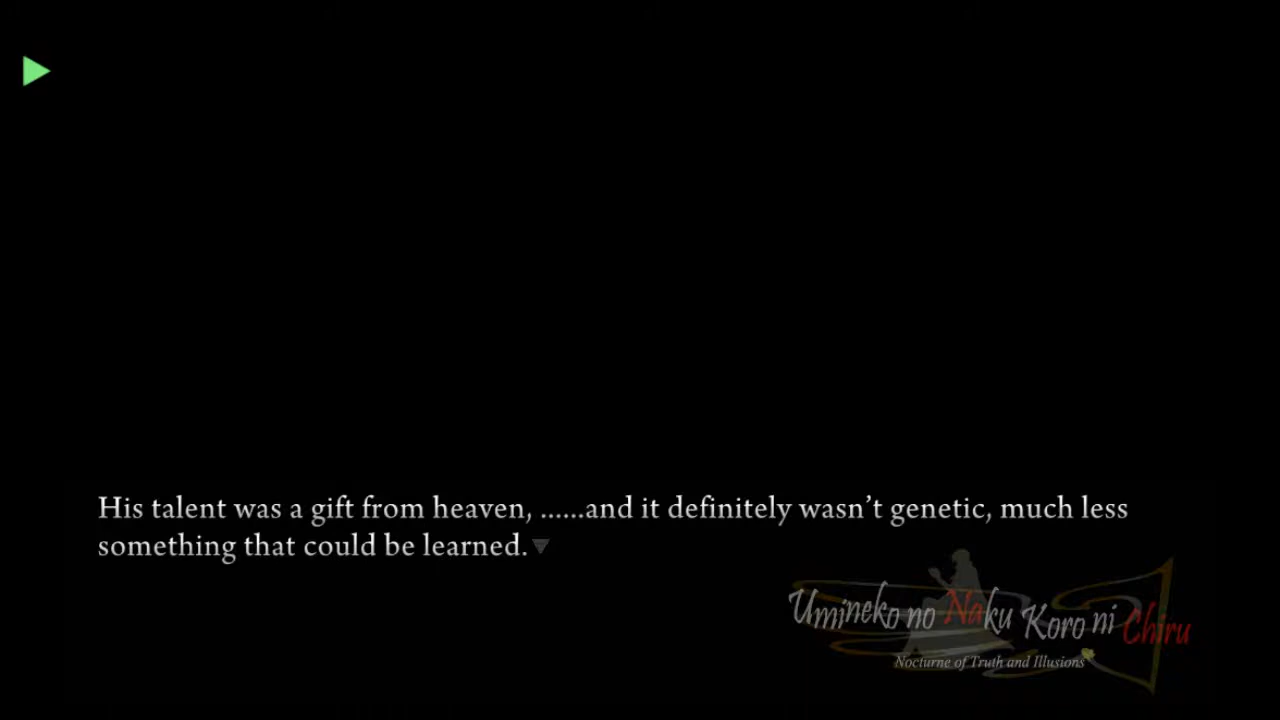 His talent was a gift from heaven, ......and it definitely wasn't genetic, much less
something that could be learned.
Umineko no Naku Koro ni Chiru
Nocturne of Truth and Illusions